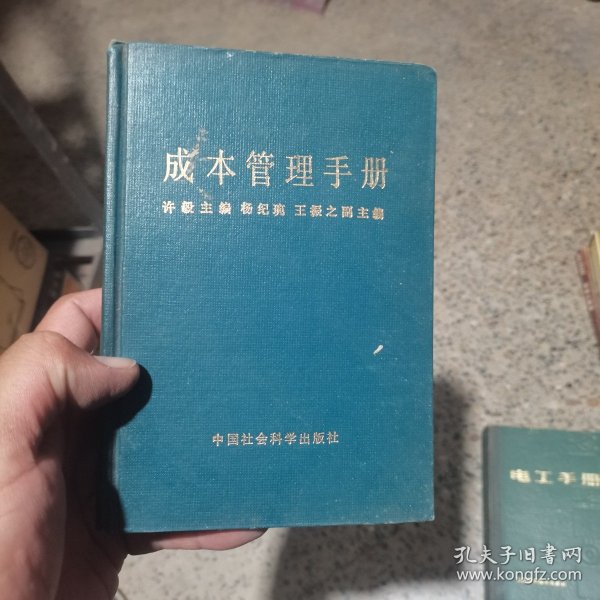 成本管理手册
许毅主编 杨纪琬 王振之副主编
中国社会科学出版社
电工手册
孔夫子旧书网
www.kongfz.com